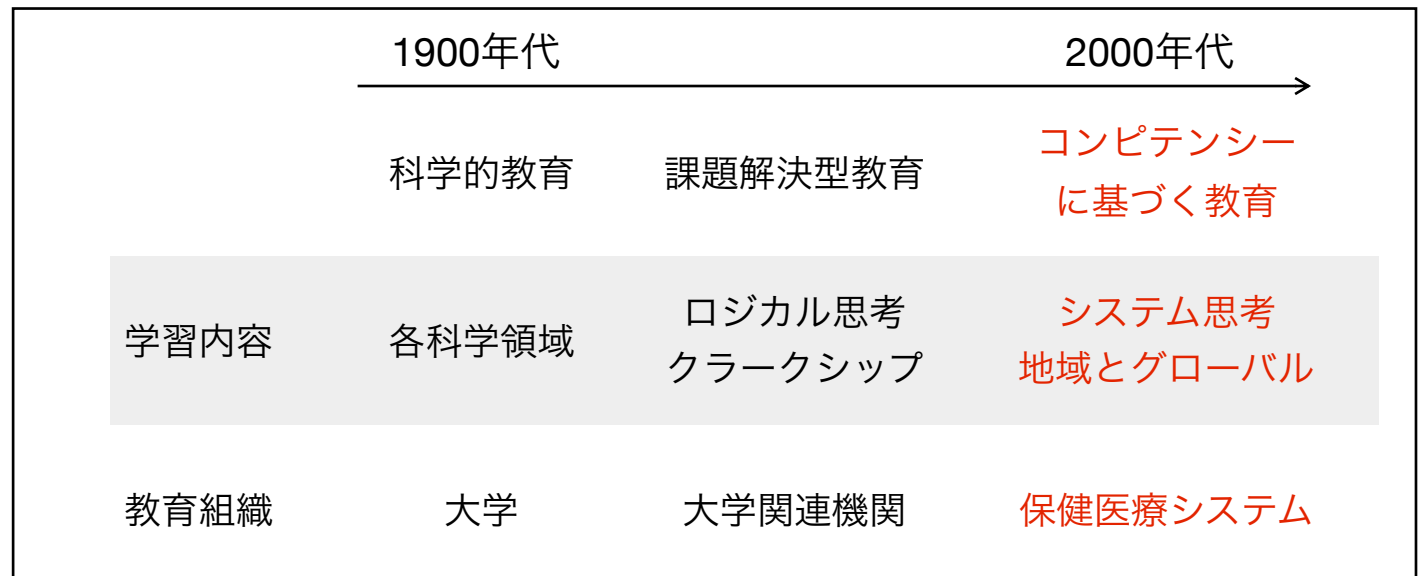 1900年代 2000年代
科学的教育 課題解決型教育 コンピテンシー
に基づく教育
学習内容 各科学領域 ロジカル思考
クラークシップ
システム思考
地域とグローバル
教育組織 大学 大学関連機関 保健医療システム